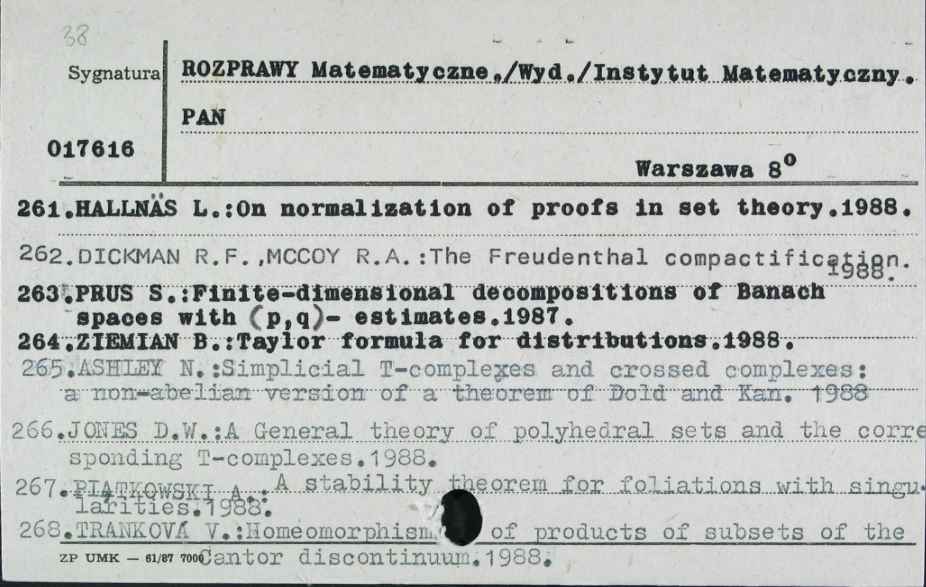 38
Sygnatura
ROZPRAWY Matematyczne./Wyd./Instytut Matematyczny.
PAN
017616
Warszawa 8º
261.HALLNÄS L.:On normalization of proofs in set theory.1988.
262.DICKMAN R.F.,MCCOY R.A.:The Freudenthal compactification.
1988.
263.PRUS S.:Finite-dimensional decompositions of Banach
spaces with (p,q)- estimates.1987.
264.ZIEMIAN B.:Taylor formula for distributions.1988.
265.ASHLEY N.:Simplicial T-complexes and crossed complexes:
a non-abelian version of a theorem of Dold and Kan. 1988
266.JONES D.W.:A General theory of polyhedral sets and the corre
sponding T-complexes.1988.
267.PIATKOWSKI A.: A stability theorem for foliations with singu-
larities.1988.
268.TRANKOVÁ V.:Homeomorphism of products of subsets of the
ZP UMK — 61/87 7000 Cantor discontinuum.1988.